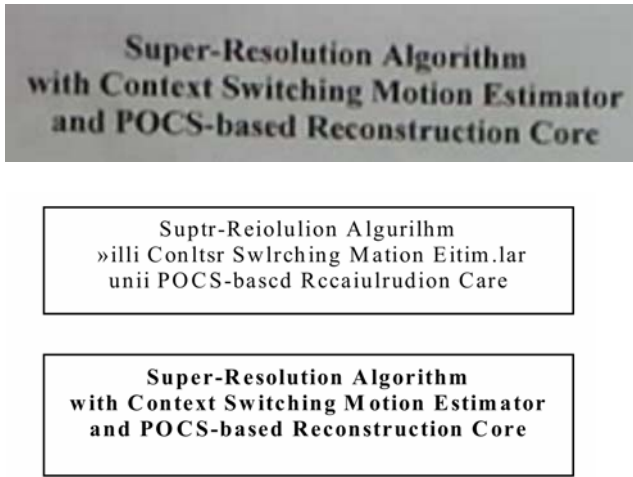 Super-Resolution Algorithm
with Context Switching Motion Estimator
and POCS-based Reconstruction Core
Suptr-Reiolulion Algurilhm
»illi Conltsr Swlrching Mation Eitim.lar
unii POCS-bascd Rccaiulrudion Care
Super-Resolution Algorithm
with Context Switching Motion Estimator
and POCS-based Reconstruction Core